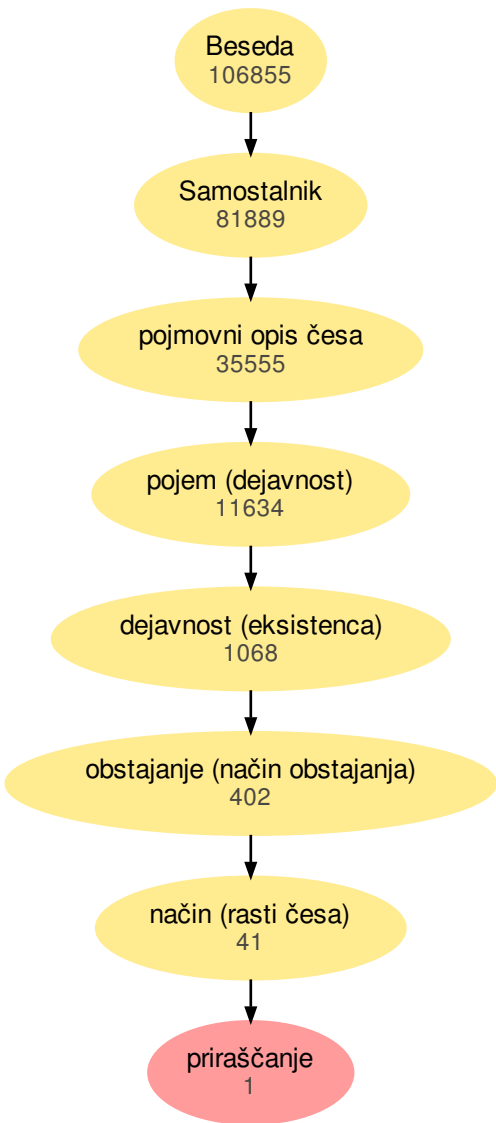 Beseda
106855
Samostalnik
81889
pojmovni opis česa
35555
pojem (dejavnost)
11634
dejavnost (eksistenca)
1068
obstajanje (način obstajanja)
402
način (rasti česa)
41
priraščanje
1